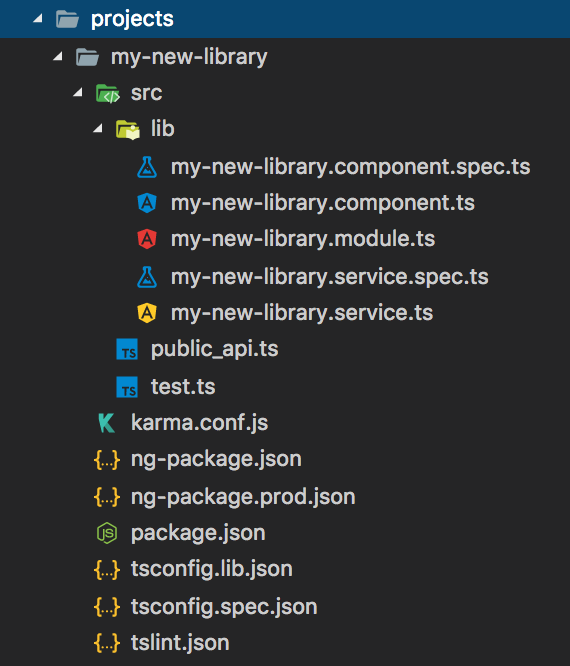 projects
my-new-library
src
lib
my-new-library.component.spec.ts
my-new-library.component.ts
my-new-library.module.ts
my-new-library.service.spec.ts
my-new-library.service.ts
TS public_api.ts
TS test.ts
karma.conf.js
{...} ng-package.json
{...} ng-package.prod.json
package.json
{...} tsconfig.lib.json
{...} tsconfig.spec.json
{...} tslint.json